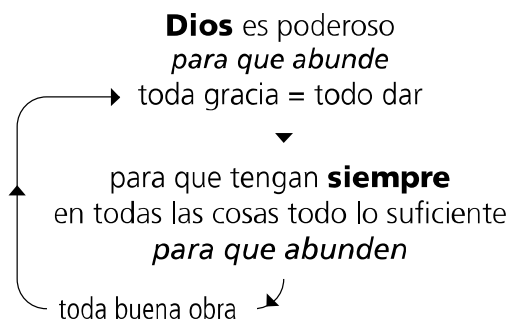 Dios es poderoso
para que abunde
toda gracia = todo dar
para que tengan siempre
en todas las cosas todo lo suficiente
para que abunden
toda buena obra